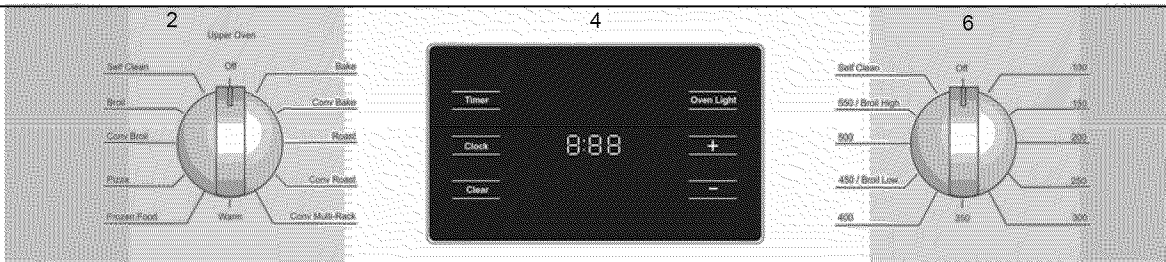 2
4
6
Upper Oven
Off
Self Clean
Bake
Broil
Conv Bake
Conv Broil
Roast
Pizza
Conv Roast
Frozen Food
Warm
Conv Multi-Rack
Timer
Oven Light
Clock
8:88
+
Clear
−
Off
Self Clean
100
550 / Broil High
150
500
200
450 / Broil Low
250
400
350
300